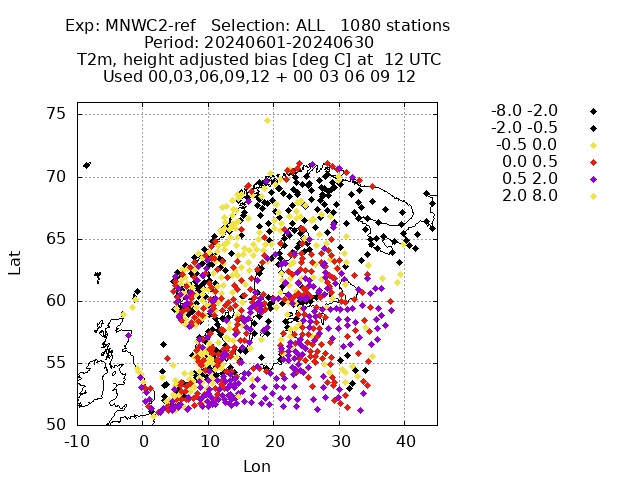 Exp: MNWC2-ref   Selection: ALL   1080 stations
Period: 20240601-20240630
T2m, height adjusted bias [deg C] at  12 UTC
Used 00,03,06,09,12 + 00 03 06 09 12
-8.0 -2.0
-2.0 -0.5
-0.5 0.0
0.0 0.5
0.5 2.0
2.0 8.0
75
70
65
60
55
50
Lat
-10 0 10 20 30 40
Lon